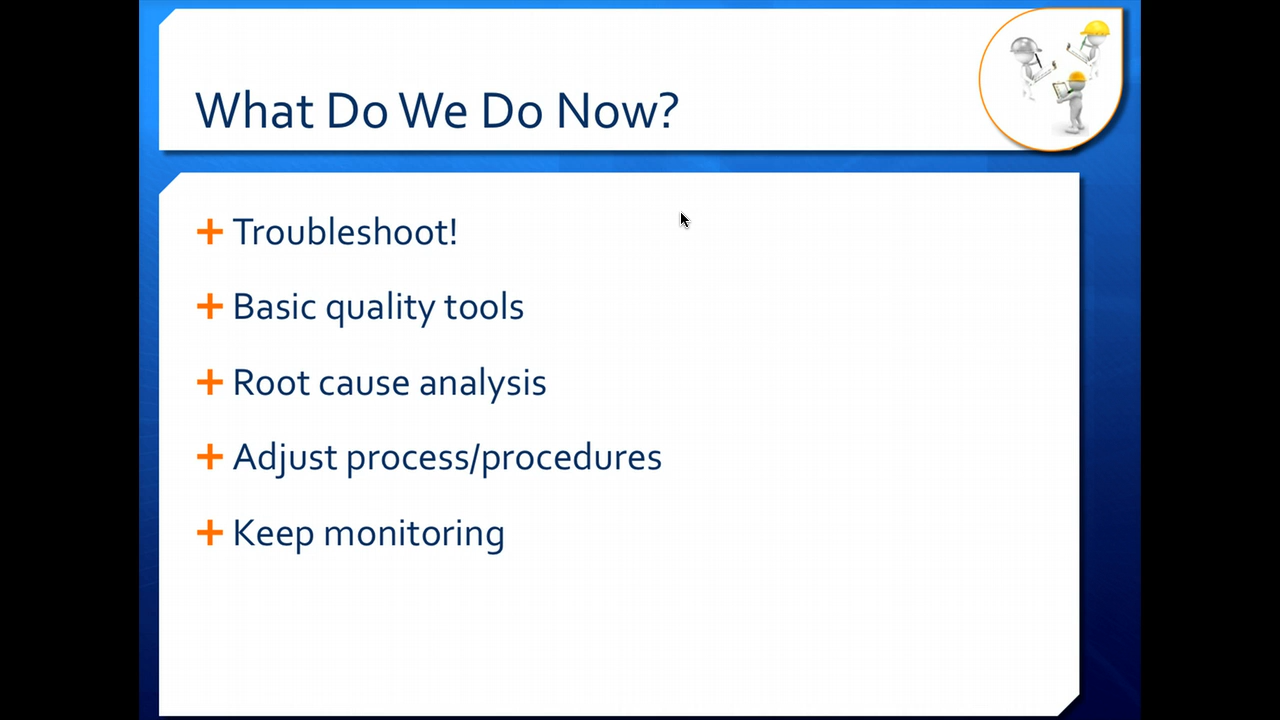 What Do We Do Now?
Troubleshoot!
Basic quality tools
Root cause analysis
Adjust process/procedures
Keep monitoring